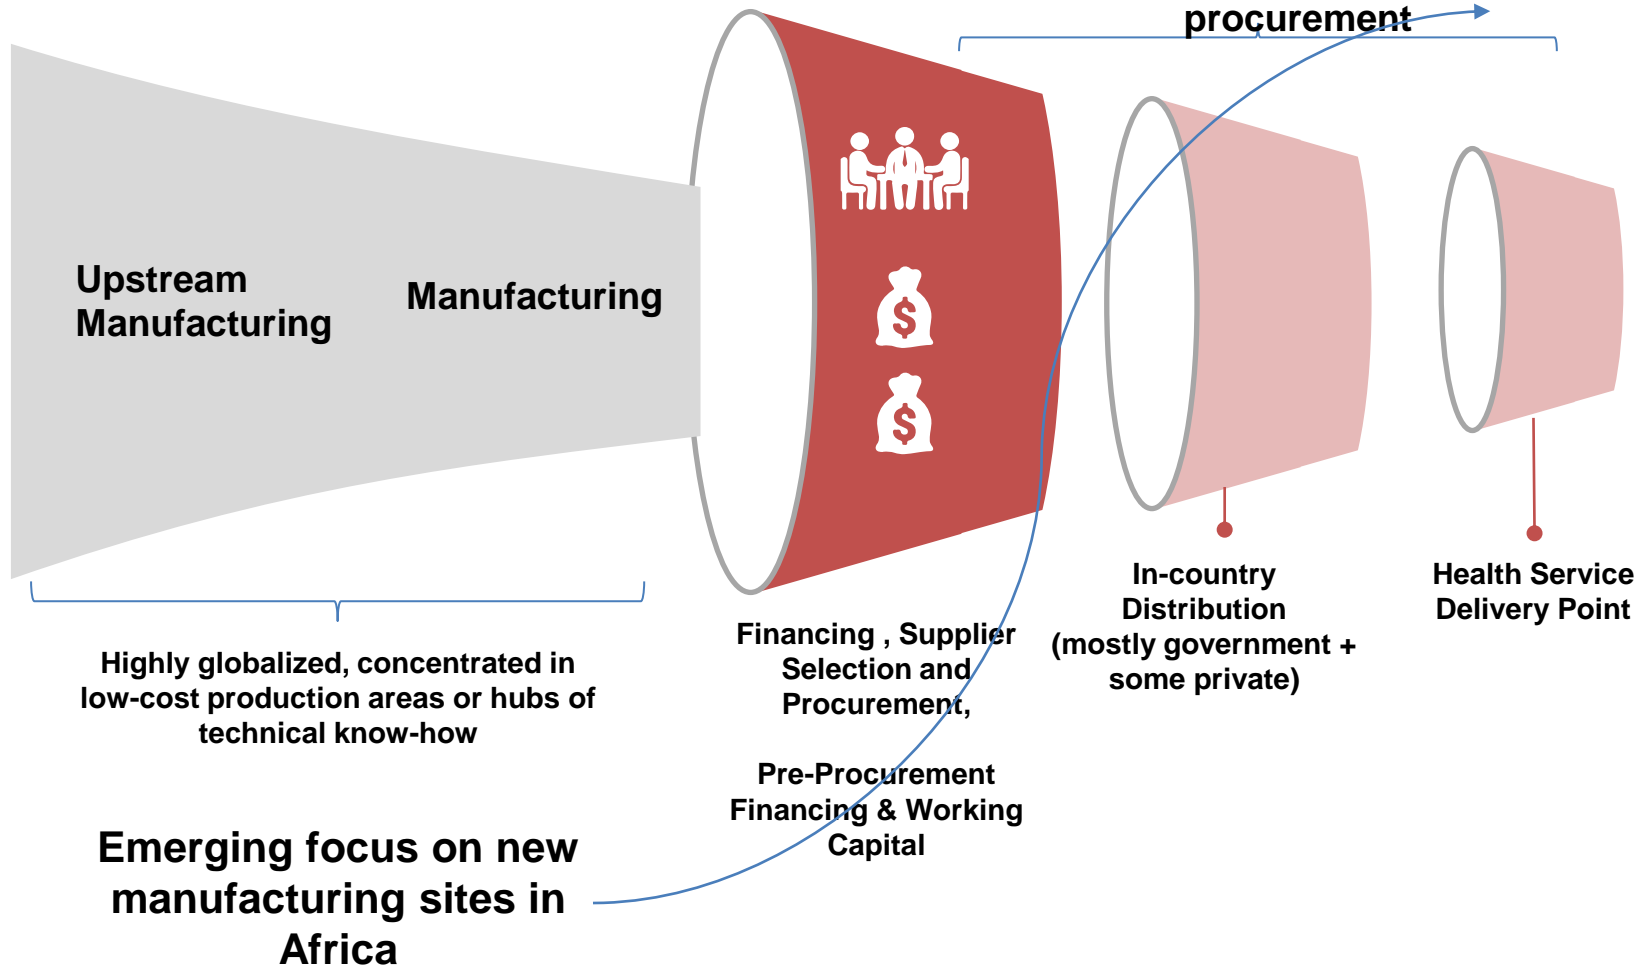 procurement
Upstream
Manufacturing
Manufacturing
$
$
Highly globalized, concentrated in
low-cost production areas or hubs of
technical know-how
Financing , Supplier
Selection and
Procurement,
Pre-Procurement
Financing & Working
Capital
In-country
Distribution
(mostly government +
some private)
Health Service
Delivery Point
Emerging focus on new
manufacturing sites in
Africa